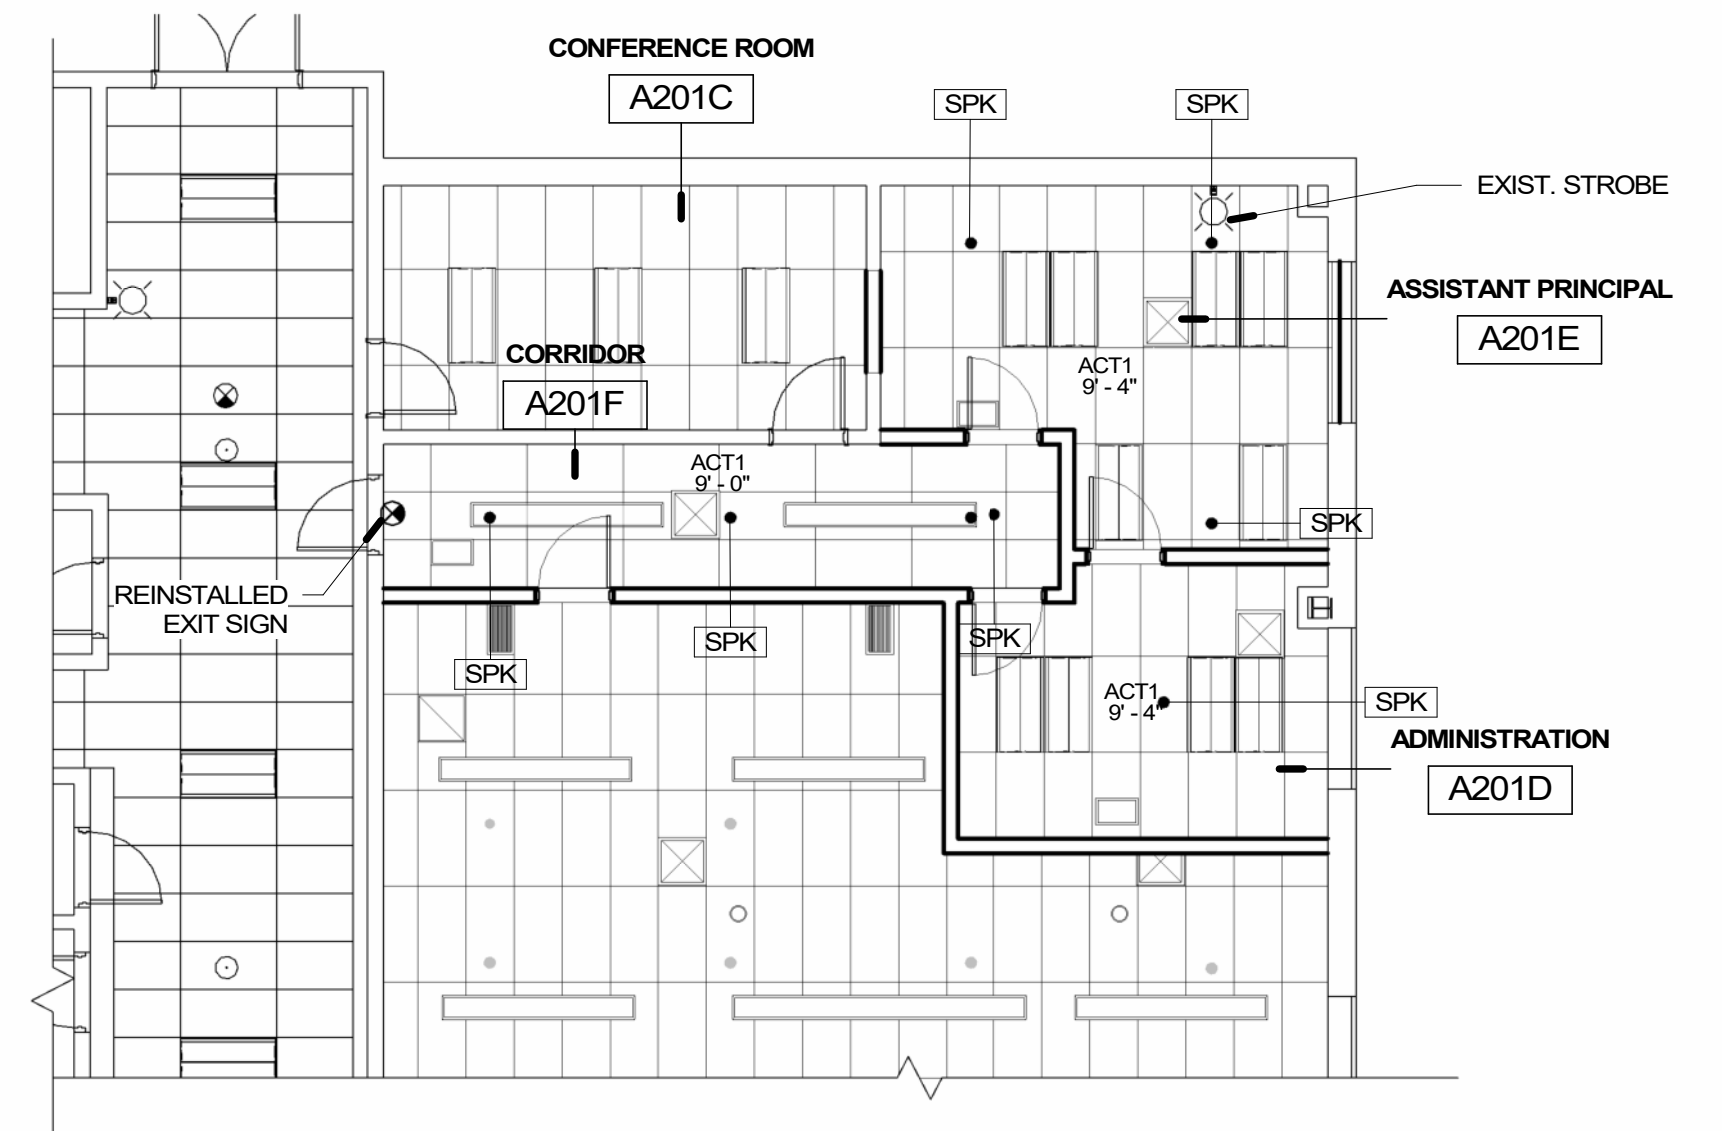 CONFERENCE ROOM
A201C
SPK
SPK
EXIST. STROBE
ASSISTANT PRINCIPAL
A201E
CORRIDOR
A201F
ACT1
9' - 4"
ACT1
9' - 0"
SPK
REINSTALLED
EXIT SIGN
SPK
SPK
SPK
ACT1
9' - 4"
SPK
ADMINISTRATION
A201D